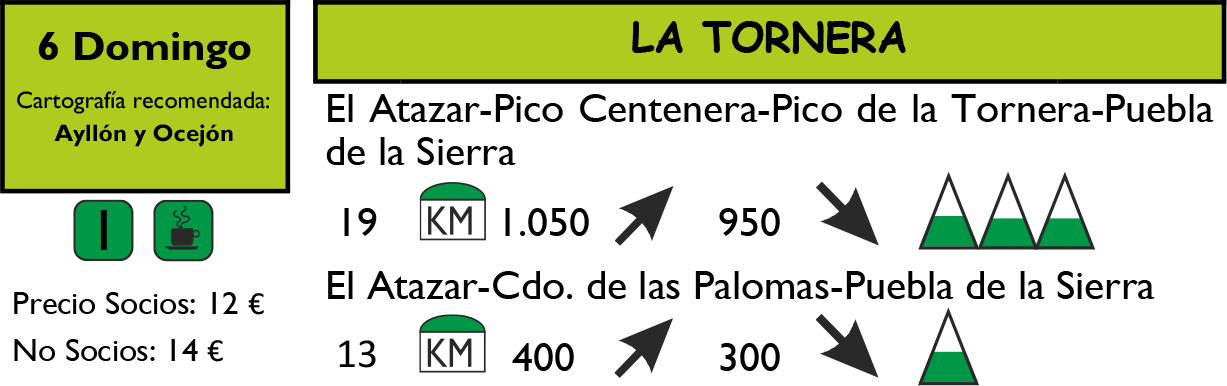 6 Domingo
Cartografía recomendada:
Ayllón y Ocejón
I
Precio Socios: 12 €
No Socios: 14 €
LA TORNERA
El Atazar-Pico Centenera-Pico de la Tornera-Puebla
de la Sierra
19 KM 1.050 950
El Atazar-Cdo. de las Palomas-Puebla de la Sierra
13 KM 400 300